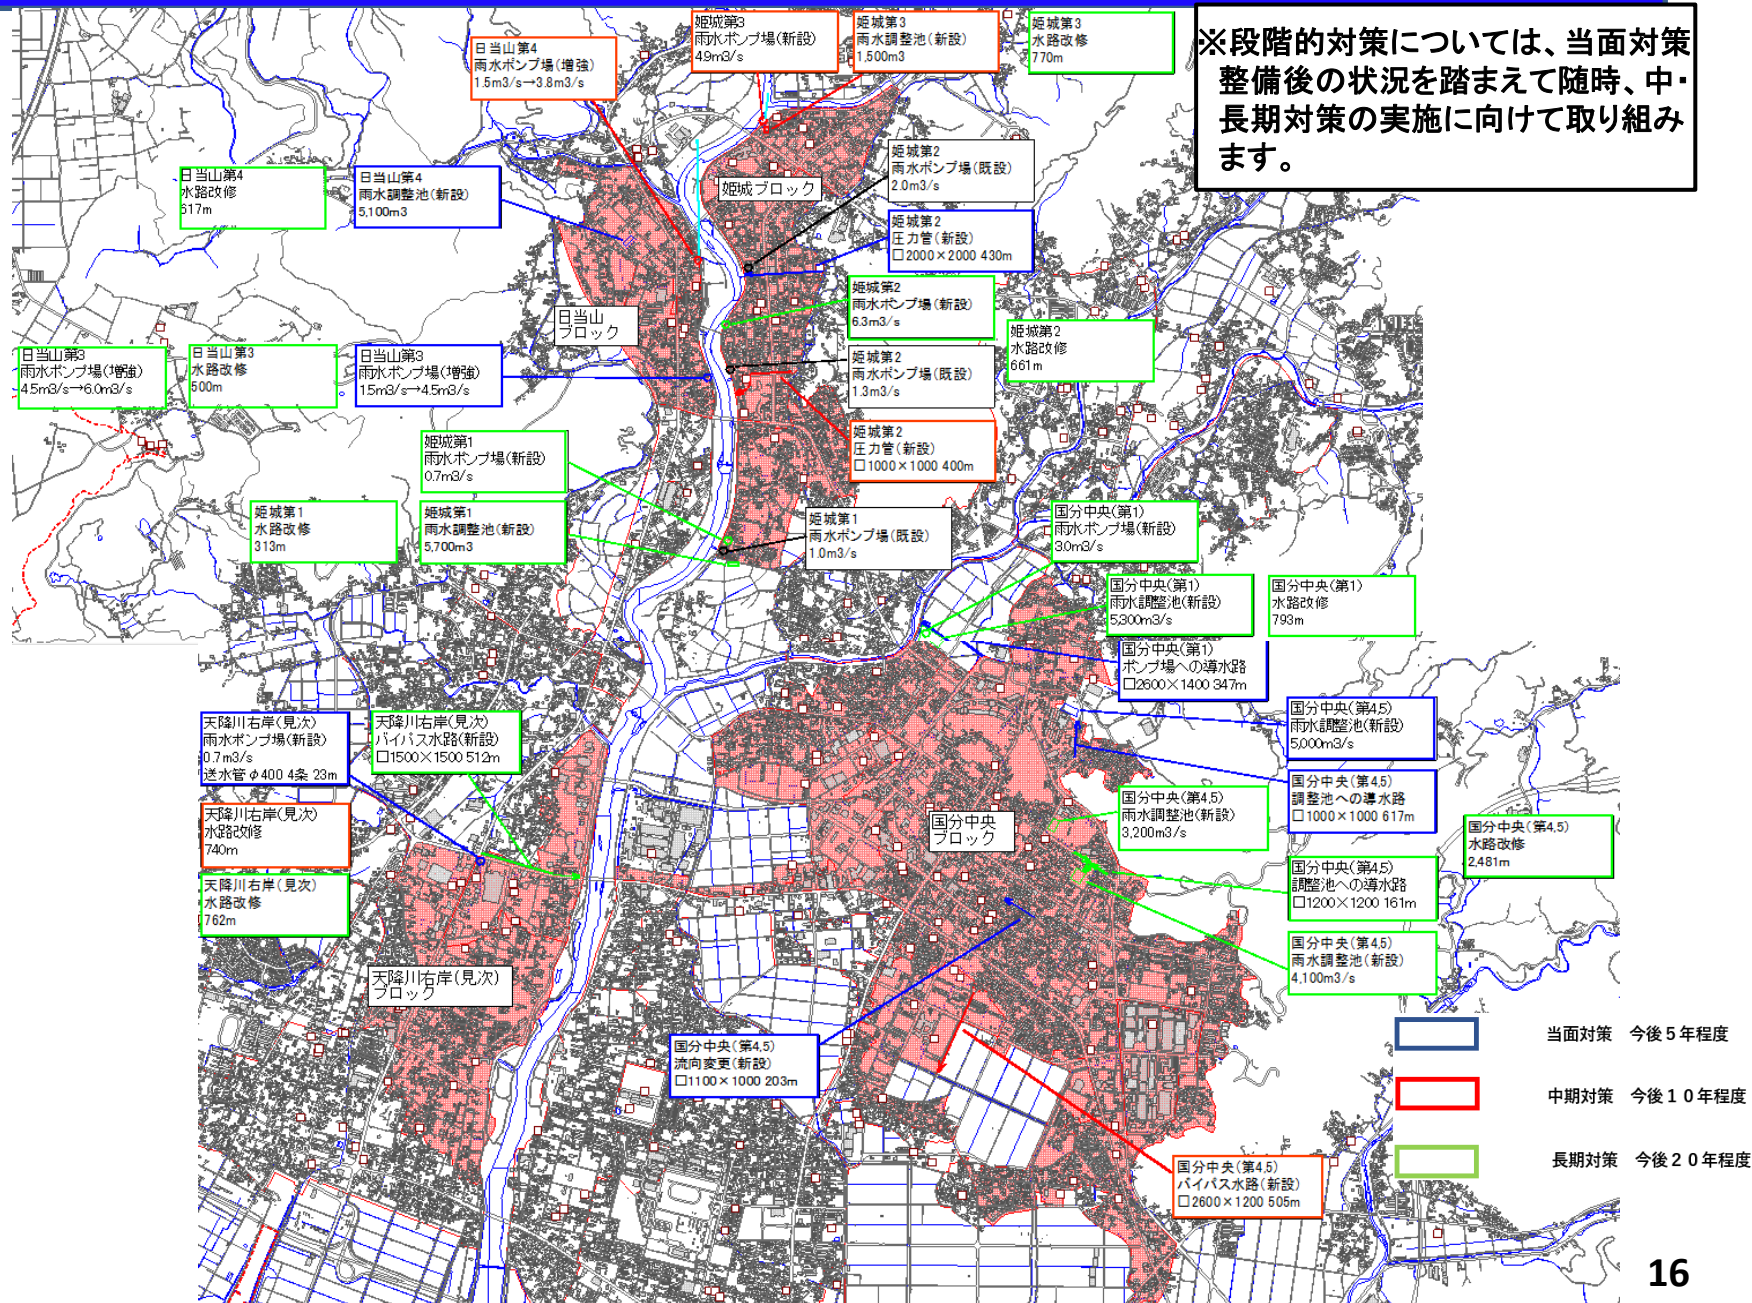 ※段階的対策については、当面対策
整備後の状況を踏まえて随時、中・
長期対策の実施に向けて取り組み
ます。
日当山第4
雨水ポンプ場(増強)
1.5m3/s→3.8m3/s
姫城第3
雨水ポンプ場(新設)
4.9m3/s
姫城第3
雨水調整池(新設)
1,500m3
姫城第3
水路改修
770m
日当山第4
水路改修
617m
日当山第4
雨水調整池(新設)
5,100m3
姫城ブロック
姫城第2
雨水ポンプ場(既設)
2.0m3/s
姫城第2
圧力管(新設)
□2000×2000 430m
姫城第2
雨水ポンプ場(新設)
6.3m3/s
日当山
ブロック
姫城第2
水路改修
661m
日当山第3
雨水ポンプ場(増強)
4.5m3/s→6.0m3/s
日当山第3
水路改修
500m
日当山第3
雨水ポンプ場(増強)
1.5m3/s→4.5m3/s
姫城第2
雨水ポンプ場(既設)
1.3m3/s
姫城第2
圧力管(新設)
□1000×1000 400m
姫城第1
雨水ポンプ場(新設)
0.7m3/s
姫城第1
水路改修
313m
姫城第1
雨水調整池(新設)
5,700m3
姫城第1
雨水ポンプ場(既設)
1.0m3/s
国分中央(第1)
雨水ポンプ場(新設)
3.0m3/s
国分中央(第1)
雨水調整池(新設)
5,300m3/s
国分中央(第1)
水路改修
793m
国分中央(第1)
ポンプ場への導水路
□2600×1400 347m
国分中央(第4,5)
雨水調整池(新設)
5,000m3/s
天降川右岸(見次)
雨水ポンプ場(新設)
0.7m3/s
送水管φ400 4条 23m
天降川右岸(見次)
バイパス水路(新設)
□1500×1500 512m
国分中央(第4,5)
調整池への導水路
□1000×1000 617m
国分中央(第4,5)
雨水調整池(新設)
3,200m3/s
天降川右岸(見次)
水路改修
740m
国分中央
ブロック
国分中央(第4,5)
水路改修
2,481m
天降川右岸(見次)
水路改修
762m
国分中央(第4,5)
調整池への導水路
□1200×1200 161m
国分中央(第4,5)
雨水調整池(新設)
4,100m3/s
天降川右岸(見次)
ブロック
国分中央(第4,5)
流向変更(新設)
□1100×1000 203m
国分中央(第4,5)
バイパス水路(新設)
□2600×1200 505m
当面対策 今後5年程度
中期対策 今後10年程度
長期対策 今後20年程度
16